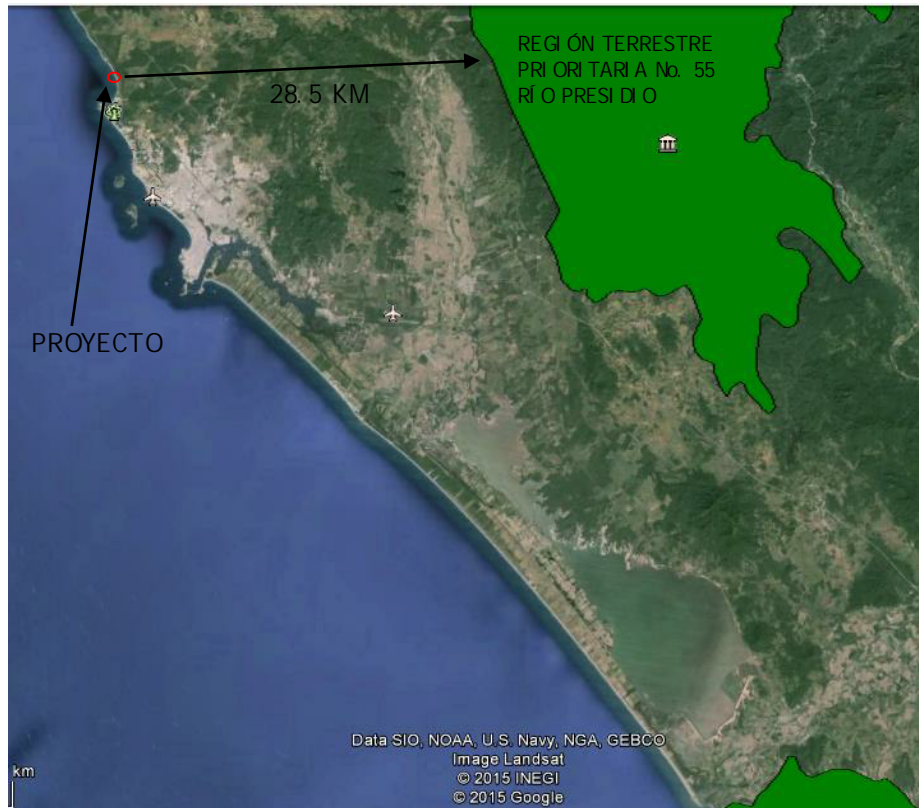 REGIÓN TERRESTRE
PRIORITARIA No. 55
RÍO PRESIDIO
28.5 KM
PROYECTO
Data SIO, NOAA, U.S. Navy, NGA, GEBCO
Image Landsat
© 2015 INEGI
© 2015 Google
km